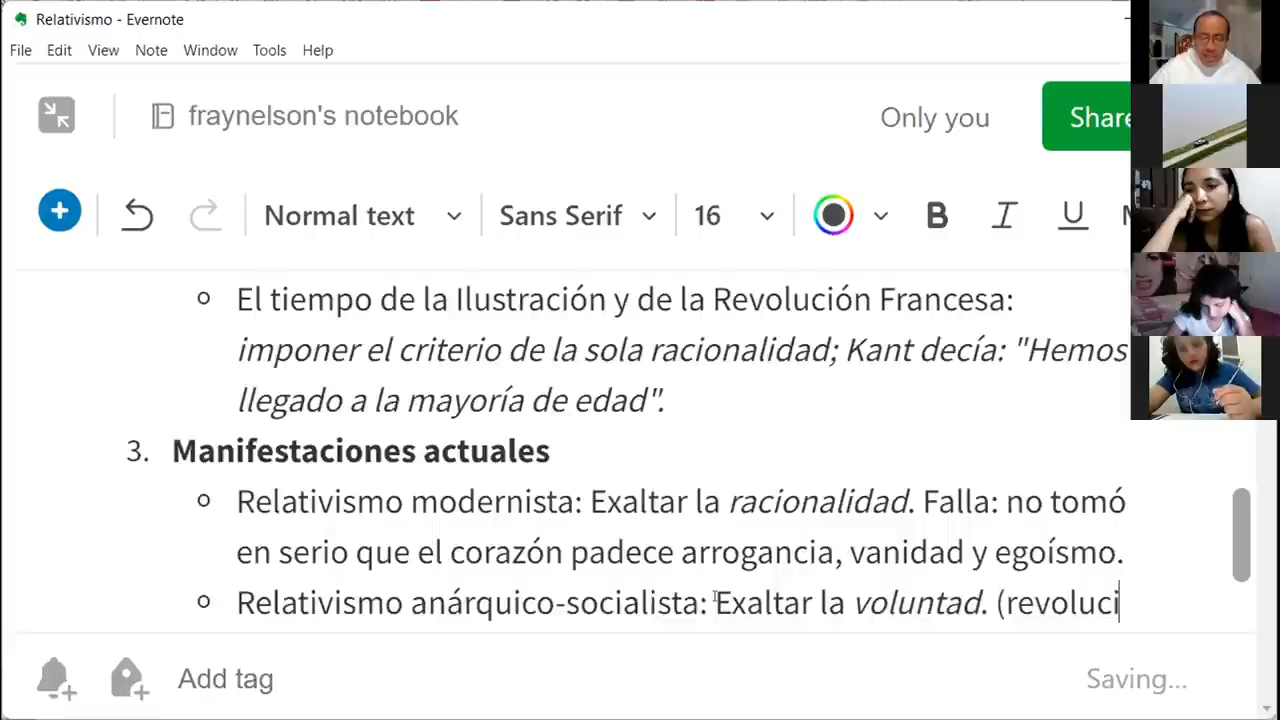 Relativismo - Evernote
File Edit View Note Window Tools Help
fraynelson's notebook
Only you
Share
Normal text
Sans Serif
16
B I U
El tiempo de la Ilustración y de la Revolución Francesa:
imponer el criterio de la sola racionalidad; Kant decía: "Hemos
llegado a la mayoría de edad".
3. Manifestaciones actuales
Relativismo modernista: Exaltar la racionalidad. Falla: no tomó
en serio que el corazón padece arrogancia, vanidad y egoísmo.
Relativismo anárquico-socialista: Exaltar la voluntad. (revoluci
Add tag
Saving...